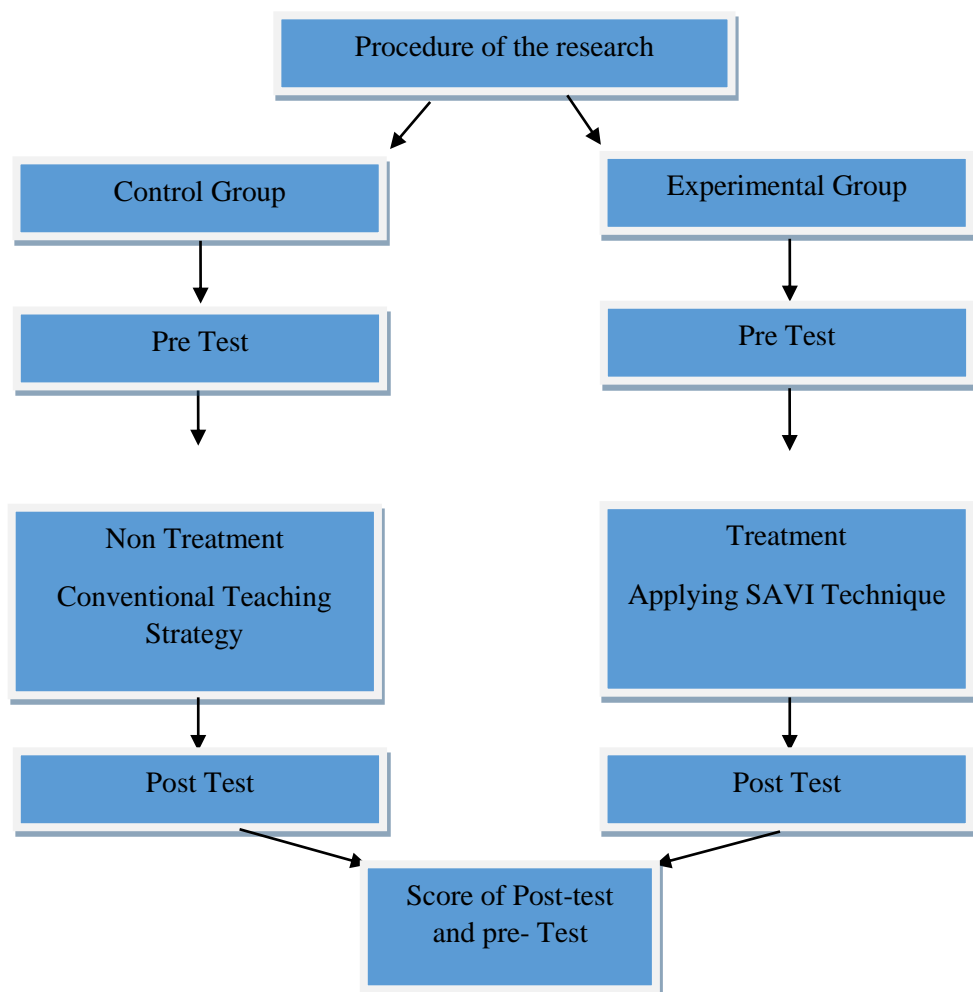 Procedure of the research
Control Group
Experimental Group
Pre Test
Pre Test
Non Treatment
Conventional Teaching
Strategy
Treatment
Applying SAVI Technique
Post Test
Post Test
Score of Post-test
and pre- Test